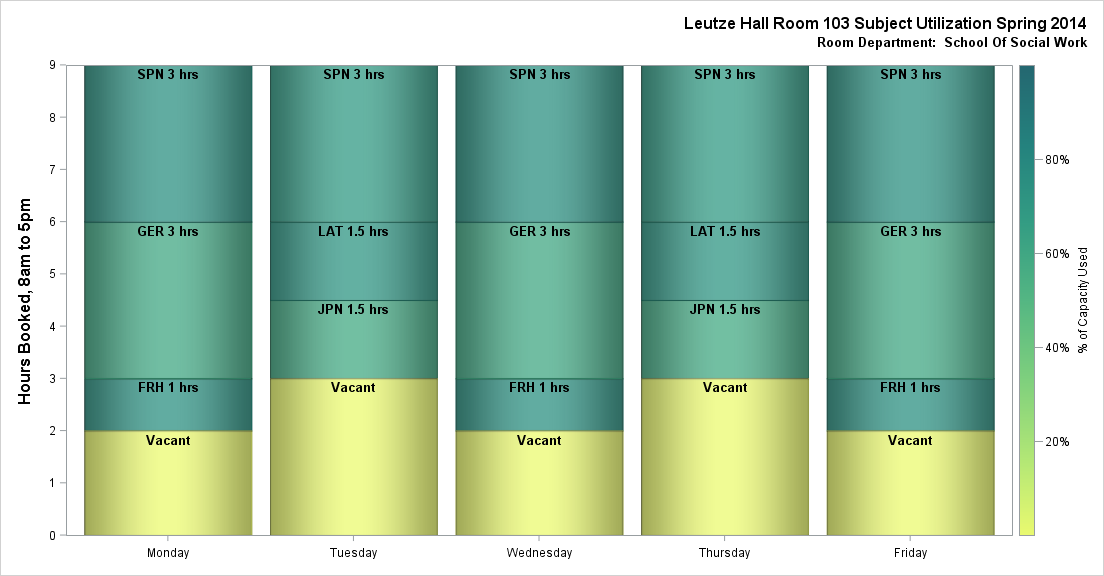 Leutze Hall Room 103 Subject Utilization Spring 2014
Room Department:  School Of Social Work
Hours Booked, 8am to 5pm
9
8
7
6
5
4
3
2
1
0
SPN 3 hrs
GER 3 hrs
FRH 1 hrs
Vacant
Monday
SPN 3 hrs
LAT 1.5 hrs
JPN 1.5 hrs
Vacant
Tuesday
SPN 3 hrs
GER 3 hrs
FRH 1 hrs
Vacant
Wednesday
SPN 3 hrs
LAT 1.5 hrs
JPN 1.5 hrs
Vacant
Thursday
SPN 3 hrs
GER 3 hrs
FRH 1 hrs
Vacant
Friday
80%
60%
40%
20%
% of Capacity Used